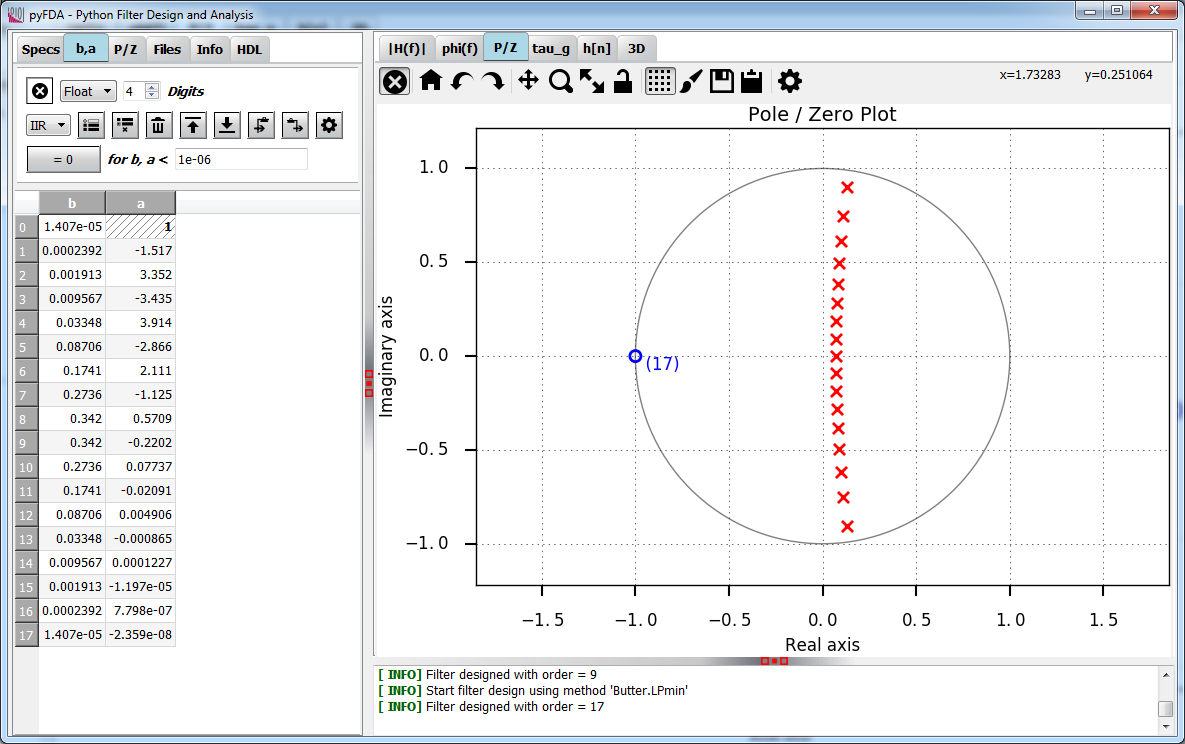 pyFDA - Python Filter Design and Analysis
Specs b,a P/Z Files Info HDL
Float 4 Digits
IIR
= 0 for b, a < 1e-06
b a
0 1.407e-05 1
1 0.0002392 -1.517
2 0.001913 3.352
3 0.009567 -3.435
4 0.03348 3.914
5 0.08706 -2.866
6 0.1741 2.111
7 0.2736 -1.125
8 0.342 0.5709
9 0.342 -0.2202
10 0.2736 0.07737
11 0.1741 -0.02091
12 0.08706 0.004906
13 0.03348 -0.000865
14 0.009567 0.0001227
15 0.001913 -1.197e-05
16 0.0002392 7.798e-07
17 1.407e-05 -2.359e-08
|H(f)| phi(f) P/Z tau_g h[n] 3D
x=1.73283 y=0.251064
Pole / Zero Plot
1.0
0.5
0.0
−0.5
−1.0
Imaginary axis
(17)
−1.5 −1.0 −0.5 0.0 0.5 1.0 1.5
Real axis
[ INFO] Filter designed with order = 9
[ INFO] Start filter design using method 'Butter.LPmin'
[ INFO] Filter designed with order = 17